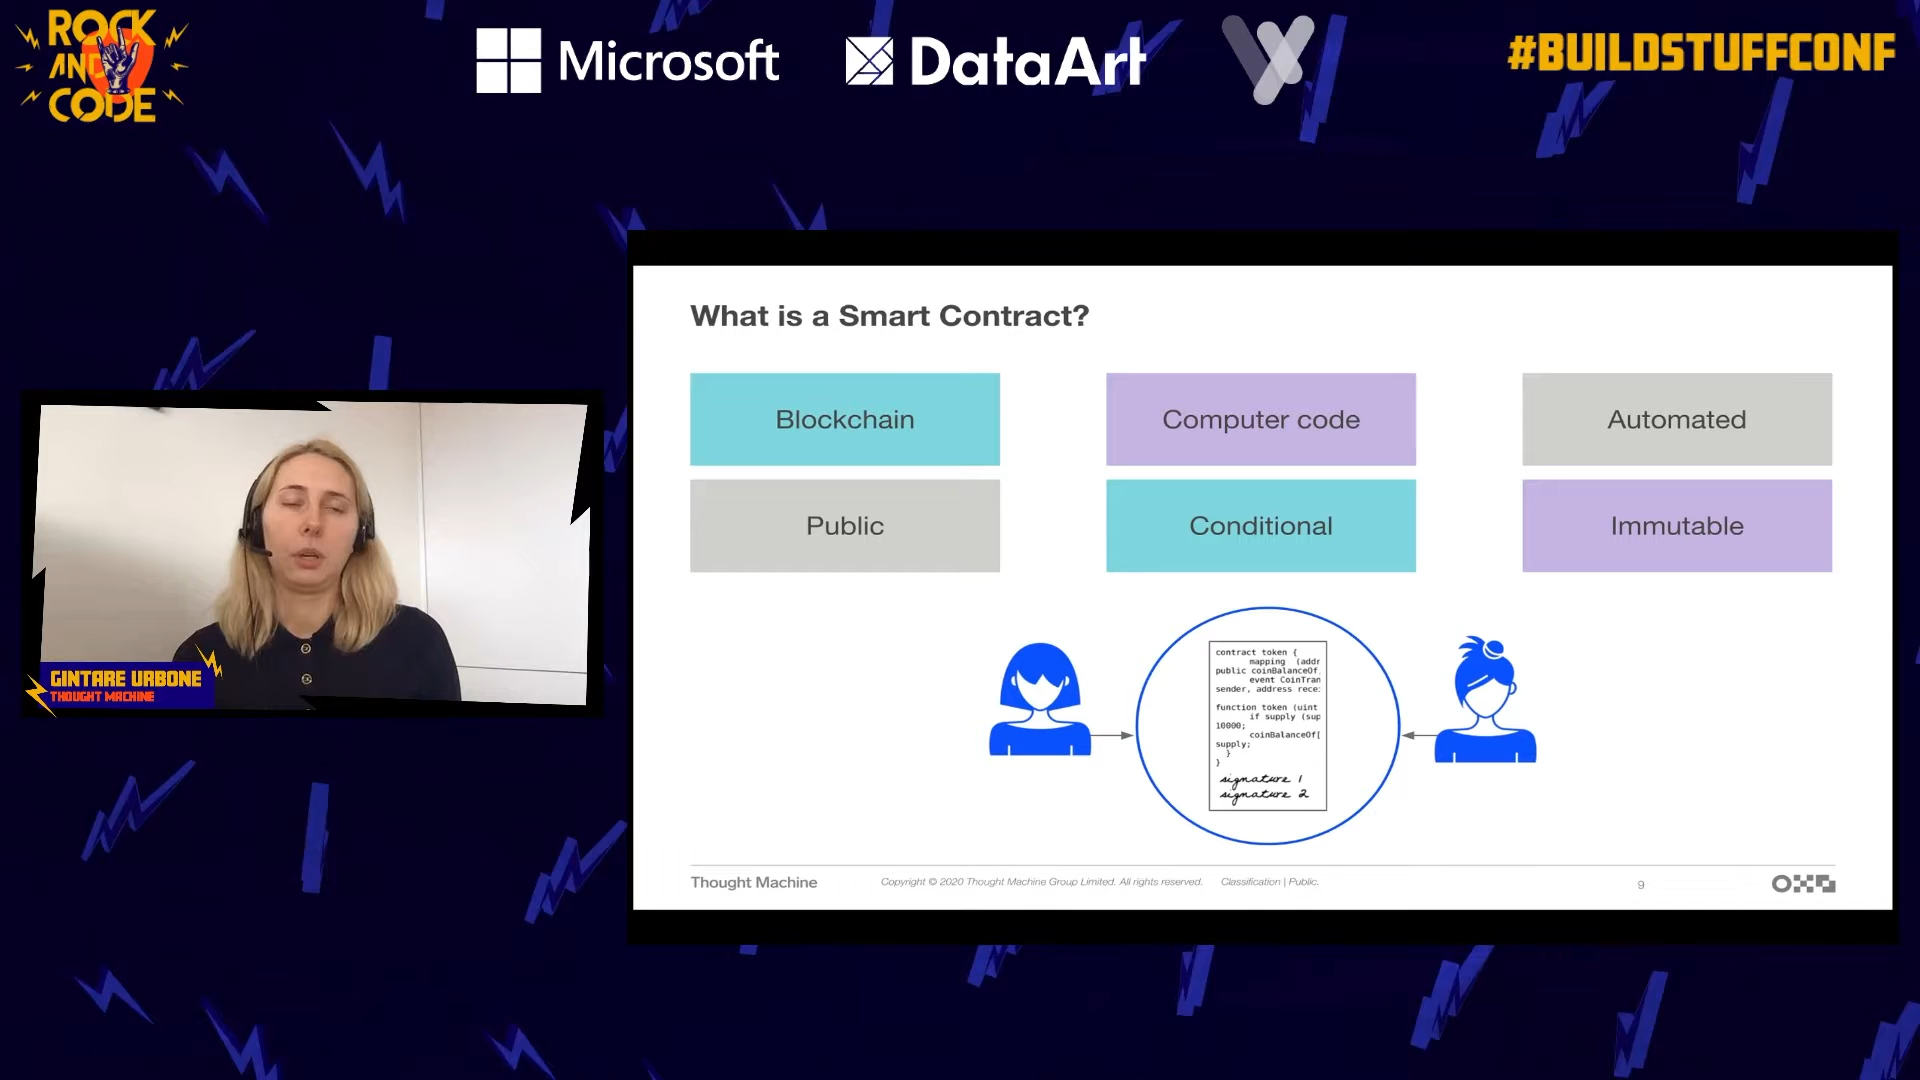 ROCK
AND
CODE
Microsoft
DataArt
#BUILDSTUFFCONF
What is a Smart Contract?
Blockchain
Computer code
Automated
Public
Conditional
Immutable
contract token {
mapping (addr
public coinBalanceOf
event CoinTran
sender, address rece
function token (uint
if supply (sup
10000;
coinBalanceOf[
supply;
}
}
signature 1
signature 2
GINTARE URBONE
THOUGHT MACHINE
Thought Machine
Copyright © 2020 Thought Machine Group Limited. All rights reserved.
Classification | Public.
9